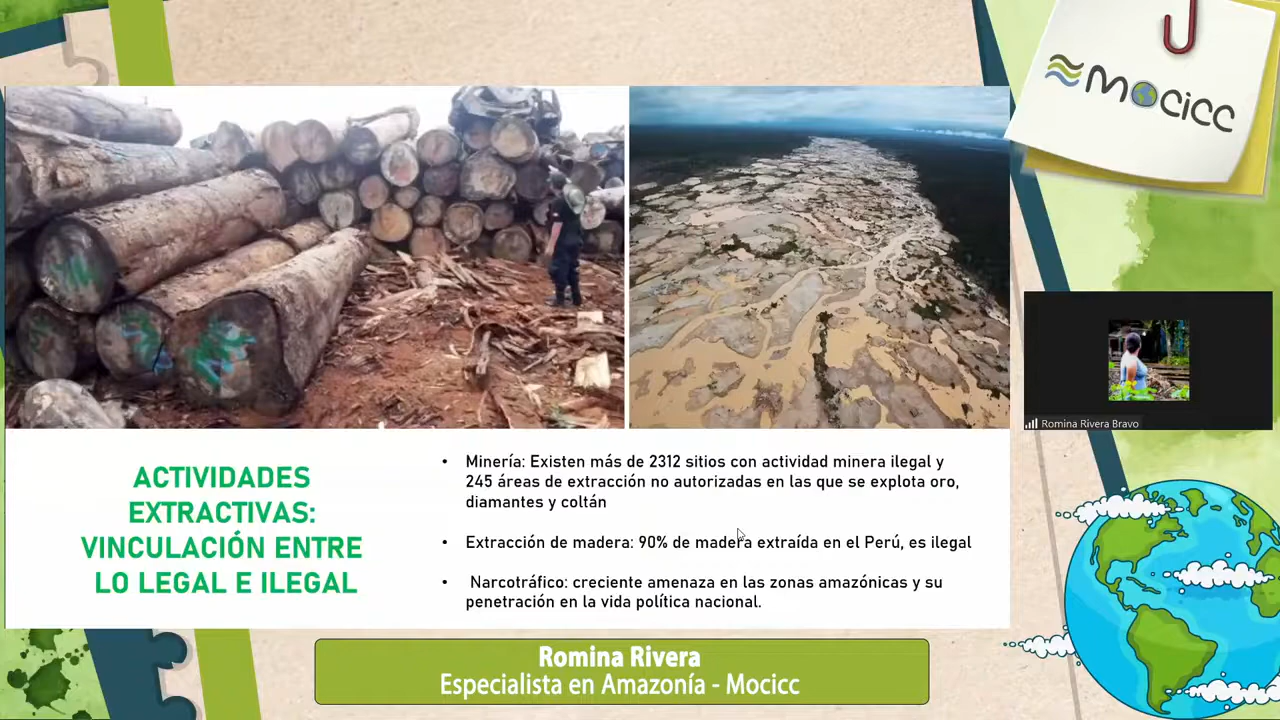 MOCICC
Romina Rivera Bravo
ACTIVIDADES
EXTRACTIVAS:
VINCULACIÓN ENTRE
LO LEGAL E ILEGAL
• Minería: Existen más de 2312 sitios con actividad minera ilegal y
245 áreas de extracción no autorizadas en las que se explota oro,
diamantes y coltán
• Extracción de madera: 90% de madera extraída en el Perú, es ilegal
• Narcotráfico: creciente amenaza en las zonas amazónicas y su
penetración en la vida política nacional.
Romina Rivera
Especialista en Amazonía - Mocicc